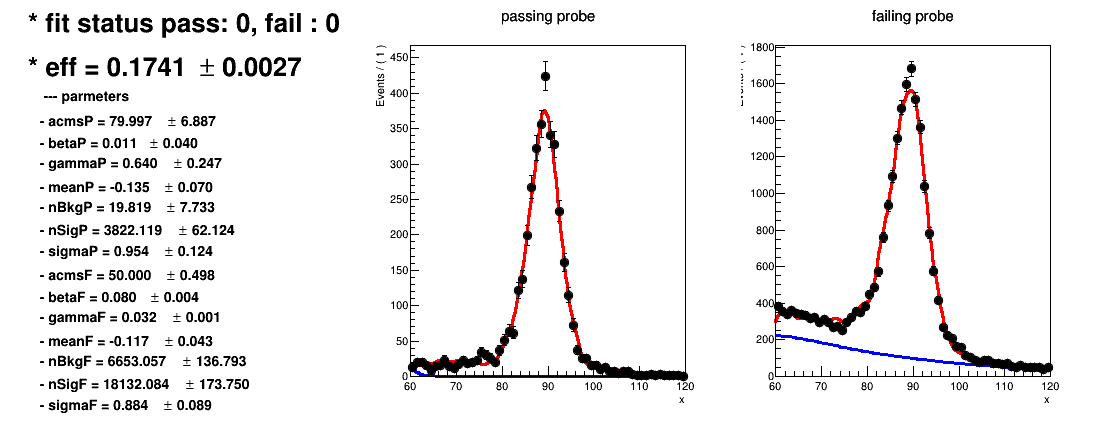 * fit status pass: 0, fail : 0
* eff = 0.1741 ± 0.0027
--- parmeters
- acmsP = 79.997 ± 6.887
- betaP = 0.011 ± 0.040
- gammaP = 0.640 ± 0.247
- meanP = -0.135 ± 0.070
- nBkgP = 19.819 ± 7.733
- nSigP = 3822.119 ± 62.124
- sigmaP = 0.954 ± 0.124
- acmsF = 50.000 ± 0.498
- betaF = 0.080 ± 0.004
- gammaF = 0.032 ± 0.001
- meanF = -0.117 ± 0.043
- nBkgF = 6653.057 ± 136.793
- nSigF = 18132.084 ± 173.750
- sigmaF = 0.884 ± 0.089
passing probe
Events / ( 1 )
450
400
350
300
250
200
150
100
50
0
60 70 80 90 100 110 120
x
failing probe
Events / ( 1 )
1800
1600
1400
1200
1000
800
600
400
200
0
60 70 80 90 100 110 120
x